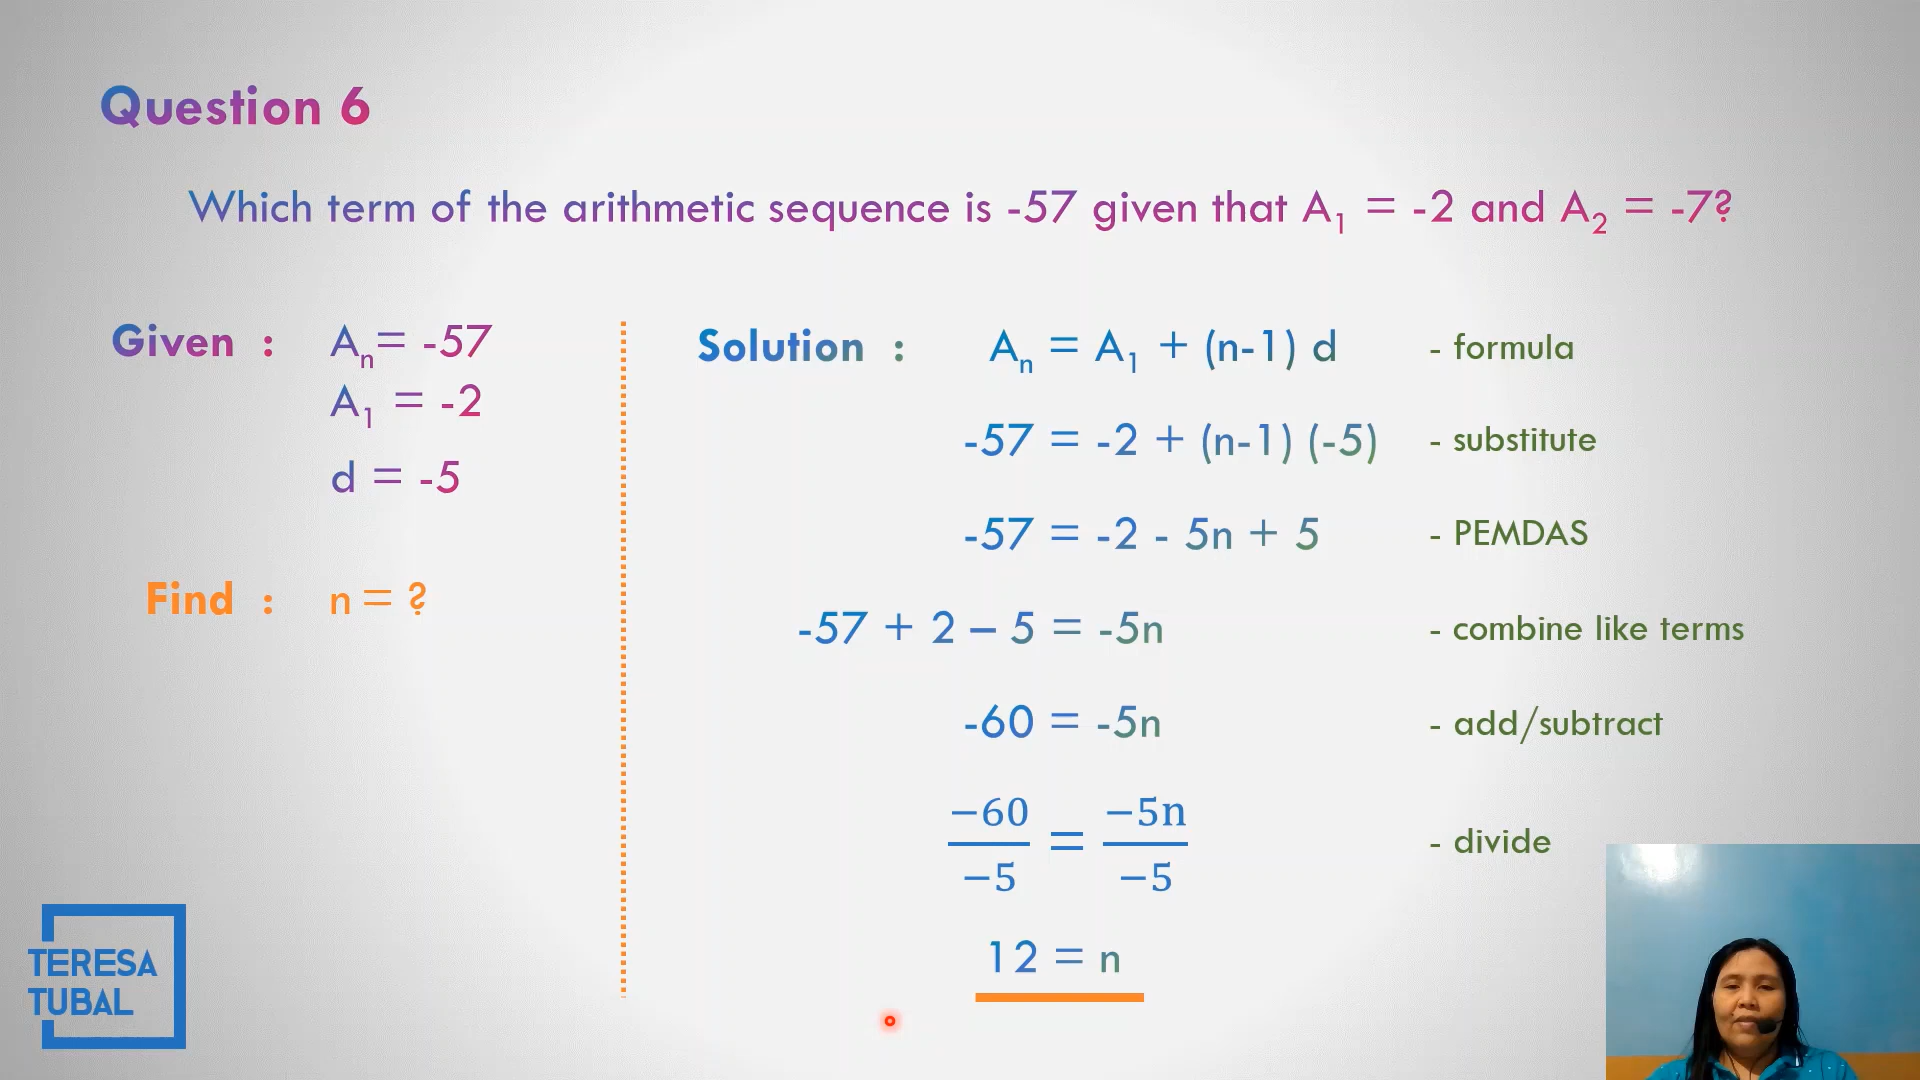 Question 6
Which term of the arithmetic sequence is -57 given that A₁ = -2 and A₂ = -7?
Given : Aₙ= -57
A₁ = -2
d = -5
Find : n = ?
Solution : Aₙ = A₁ + (n-1) d - formula
-57 = -2 + (n-1) (-5) - substitute
-57 = -2 - 5n + 5 - PEMDAS
-57 + 2 – 5 = -5n - combine like terms
-60 = -5n - add/subtract
−60/−5 = −5n/−5 - divide
12 = n
TERESA
TUBAL